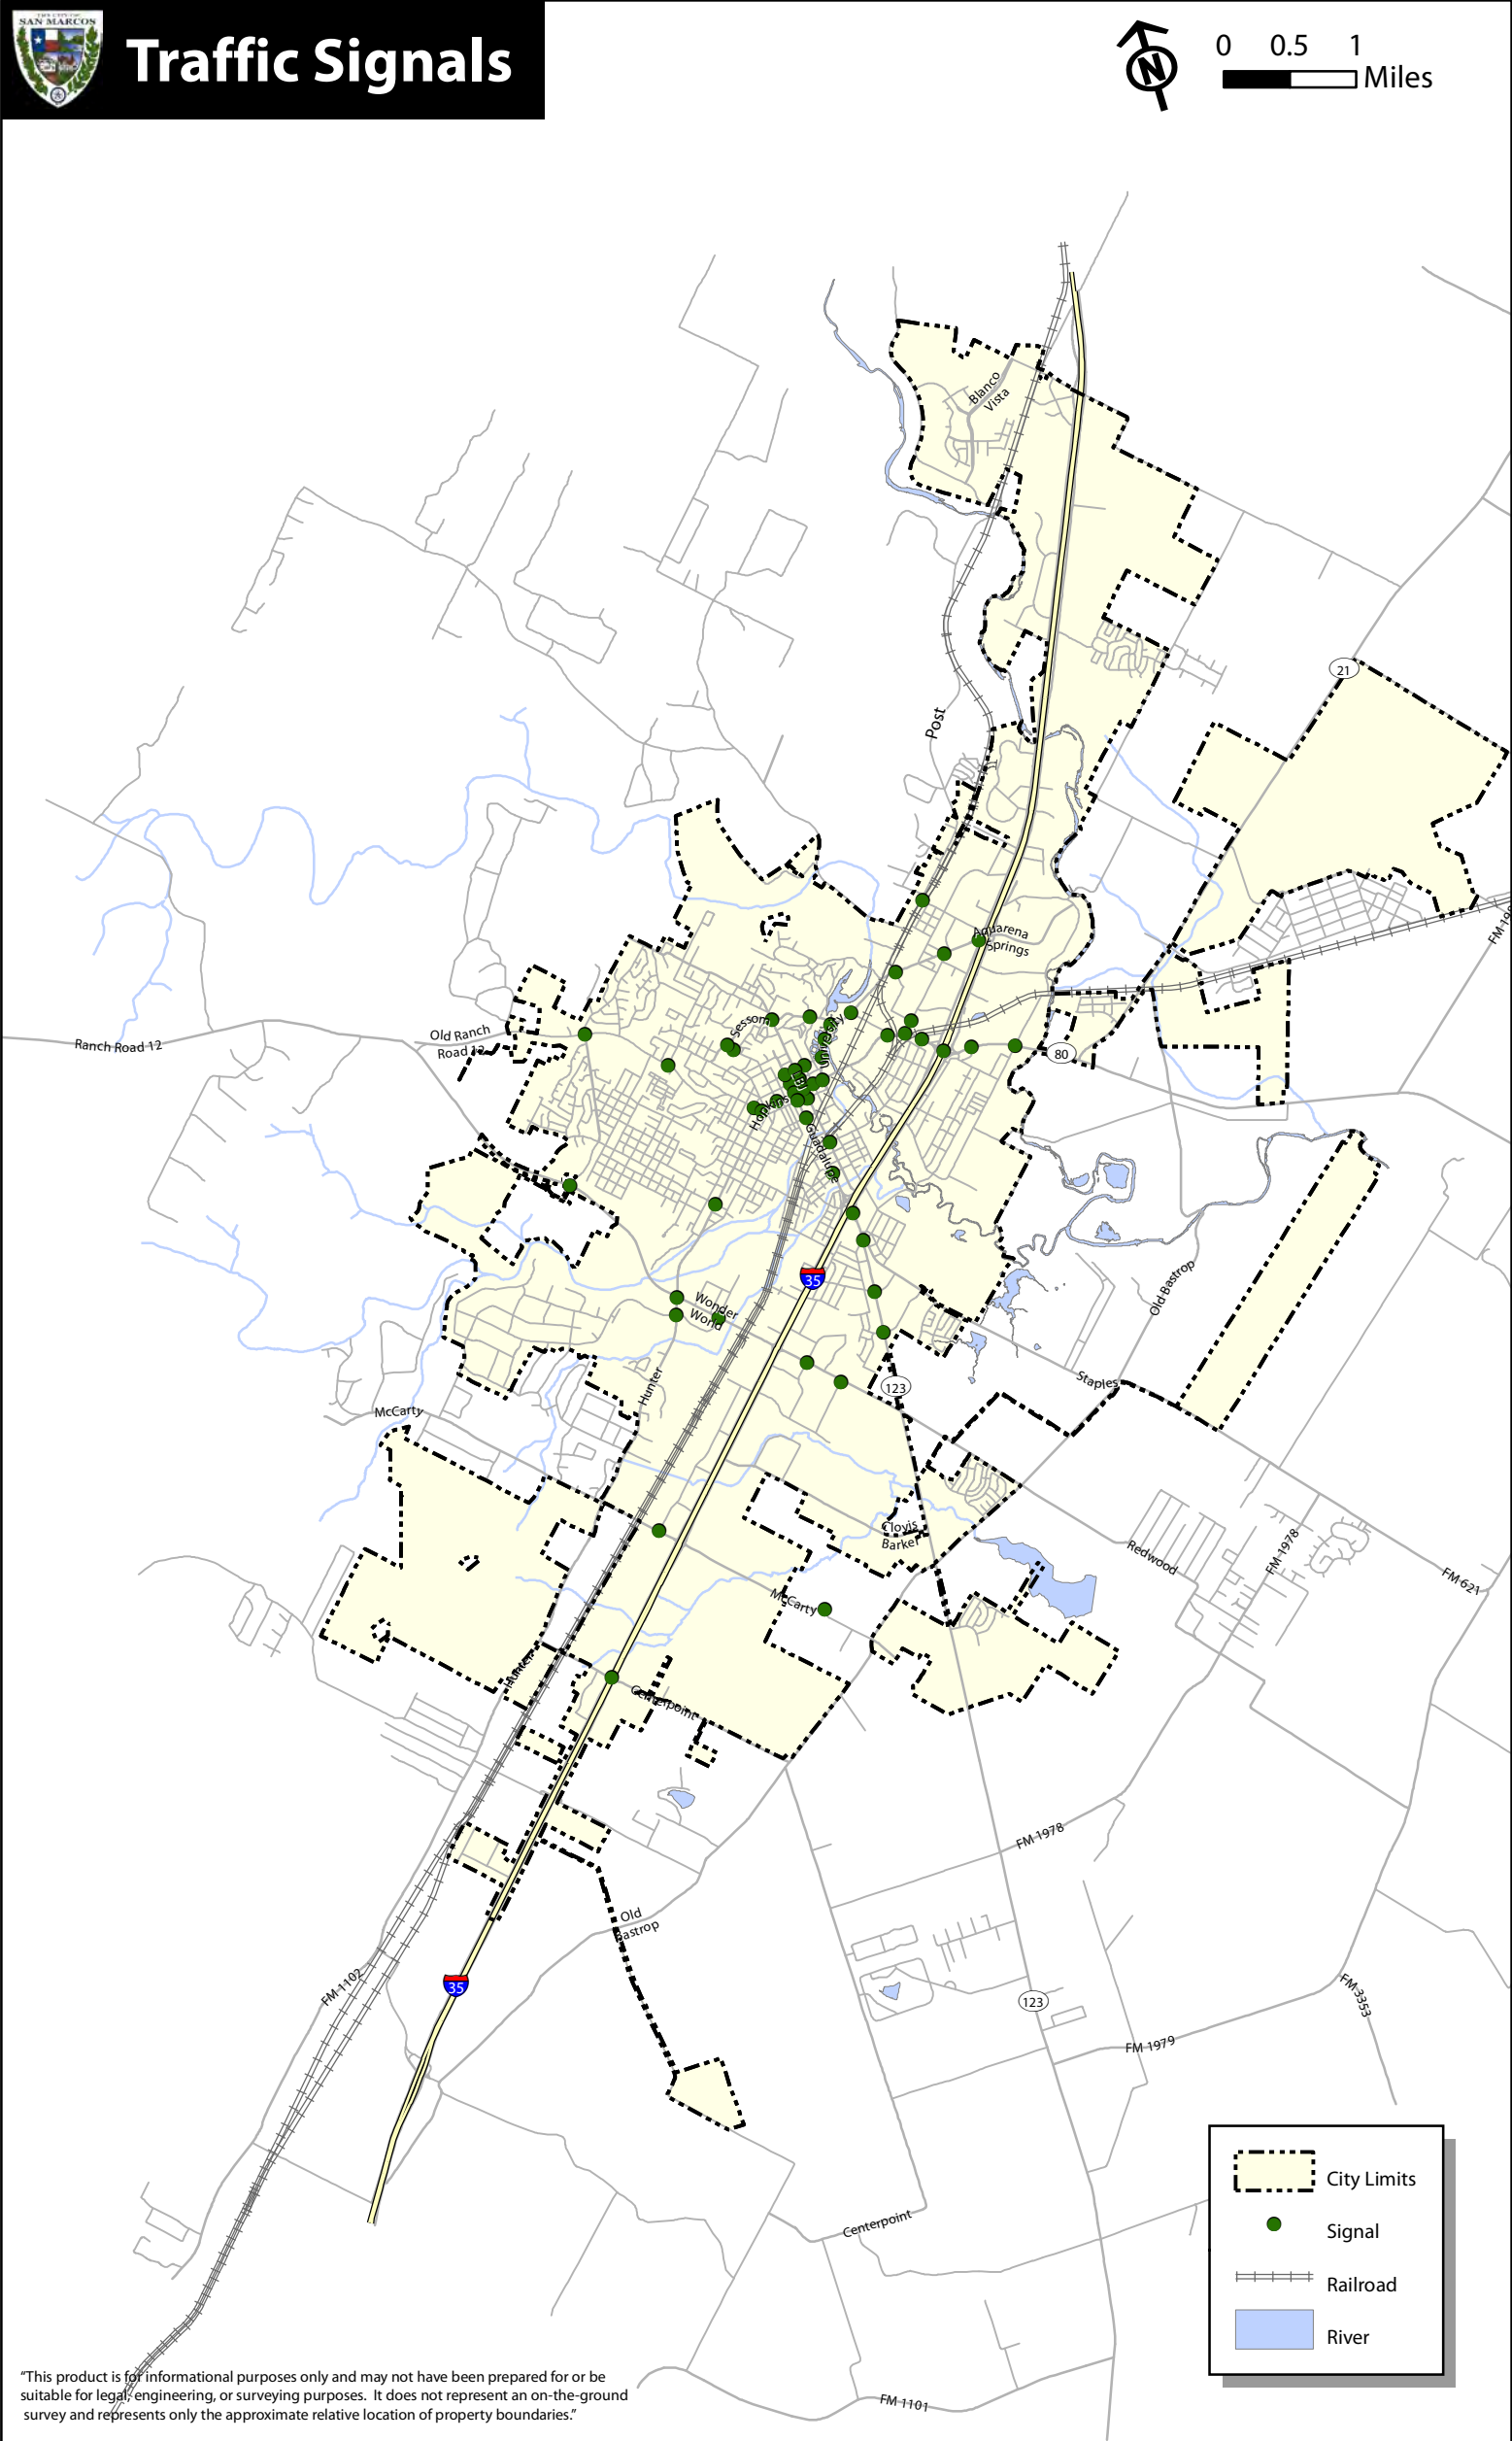 THE CITY OF
SAN MARCOS
Traffic Signals
N
0 0.5 1
Miles
Blanco
Vista
21
Post
Aquarena
Springs
Old Ranch
Road 12
Ranch Road 12
Sessom
University
80
LBJ
Hopkins
Guadalupe
35
Wonder
World
Old Bastrop
Hunter
123
Staples
McCarty
Clovis
Barker
Redwood
FM 1978
FM 621
McCarty
Hunter
Centerpoint
FM 1978
Old
Bastrop
FM 1102
35
123
FM 3353
FM 1979
Centerpoint
FM 1101
City Limits
Signal
Railroad
River
“This product is for informational purposes only and may not have been prepared for or be
suitable for legal, engineering, or surveying purposes. It does not represent an on-the-ground
survey and represents only the approximate relative location of property boundaries.”